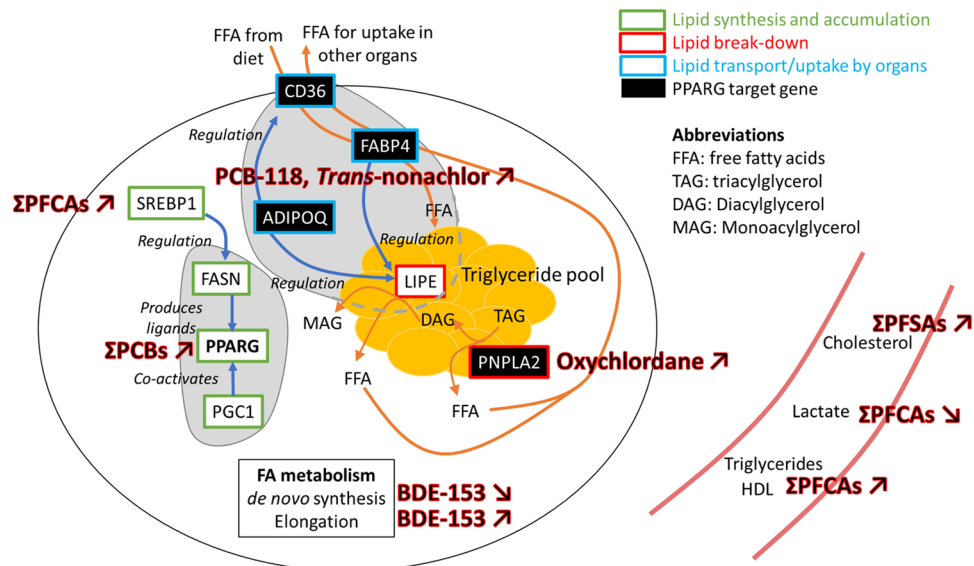 FFA from
diet
FFA for uptake in
other organs
CD36
Regulation
FABP4
PCB-118, Trans-nonachlor ↗
ΣPFCAs ↗
SREBP1
ADIPOQ
FFA
Regulation
Regulation
FASN
Regulation
LIPE
Triglyceride pool
Produces
ligands
MAG
DAG
TAG
ΣPCBs ↗
PPARG
PNPLA2
Oxychlordane ↗
Co-activates
FFA
PGC1
FFA
FA metabolism
de novo synthesis
Elongation
BDE-153 ↘
BDE-153 ↗
Lipid synthesis and accumulation
Lipid break-down
Lipid transport/uptake by organs
PPARG target gene
Abbreviations
FFA: free fatty acids
TAG: triacylglycerol
DAG: Diacylglycerol
MAG: Monoacylglycerol
ΣPFSAs ↗
Cholesterol
Lactate
ΣPFCAs ↘
Triglycerides
HDL
ΣPFCAs ↗